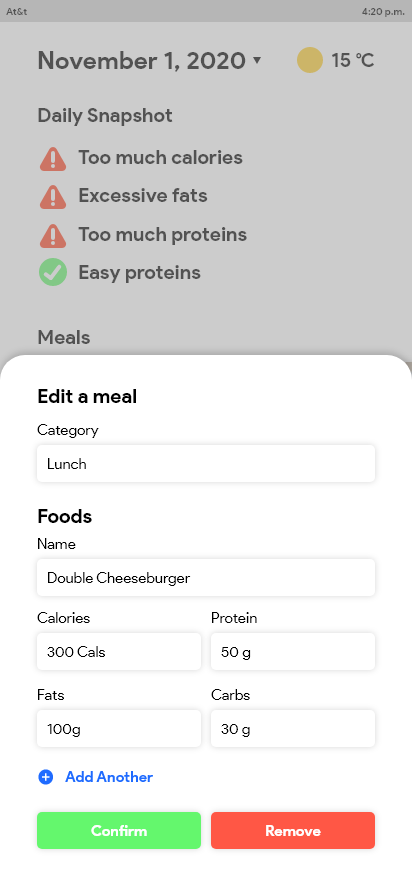 At&t 4:20 p.m.
November 1, 2020 15 °C
Daily Snapshot
Too much calories
Excessive fats
Too much proteins
Easy proteins
Meals
Edit a meal
Category
Lunch
Foods
Name
Double Cheeseburger
Calories Protein
300 Cals 50 g
Fats Carbs
100g 30 g
Add Another
Confirm Remove